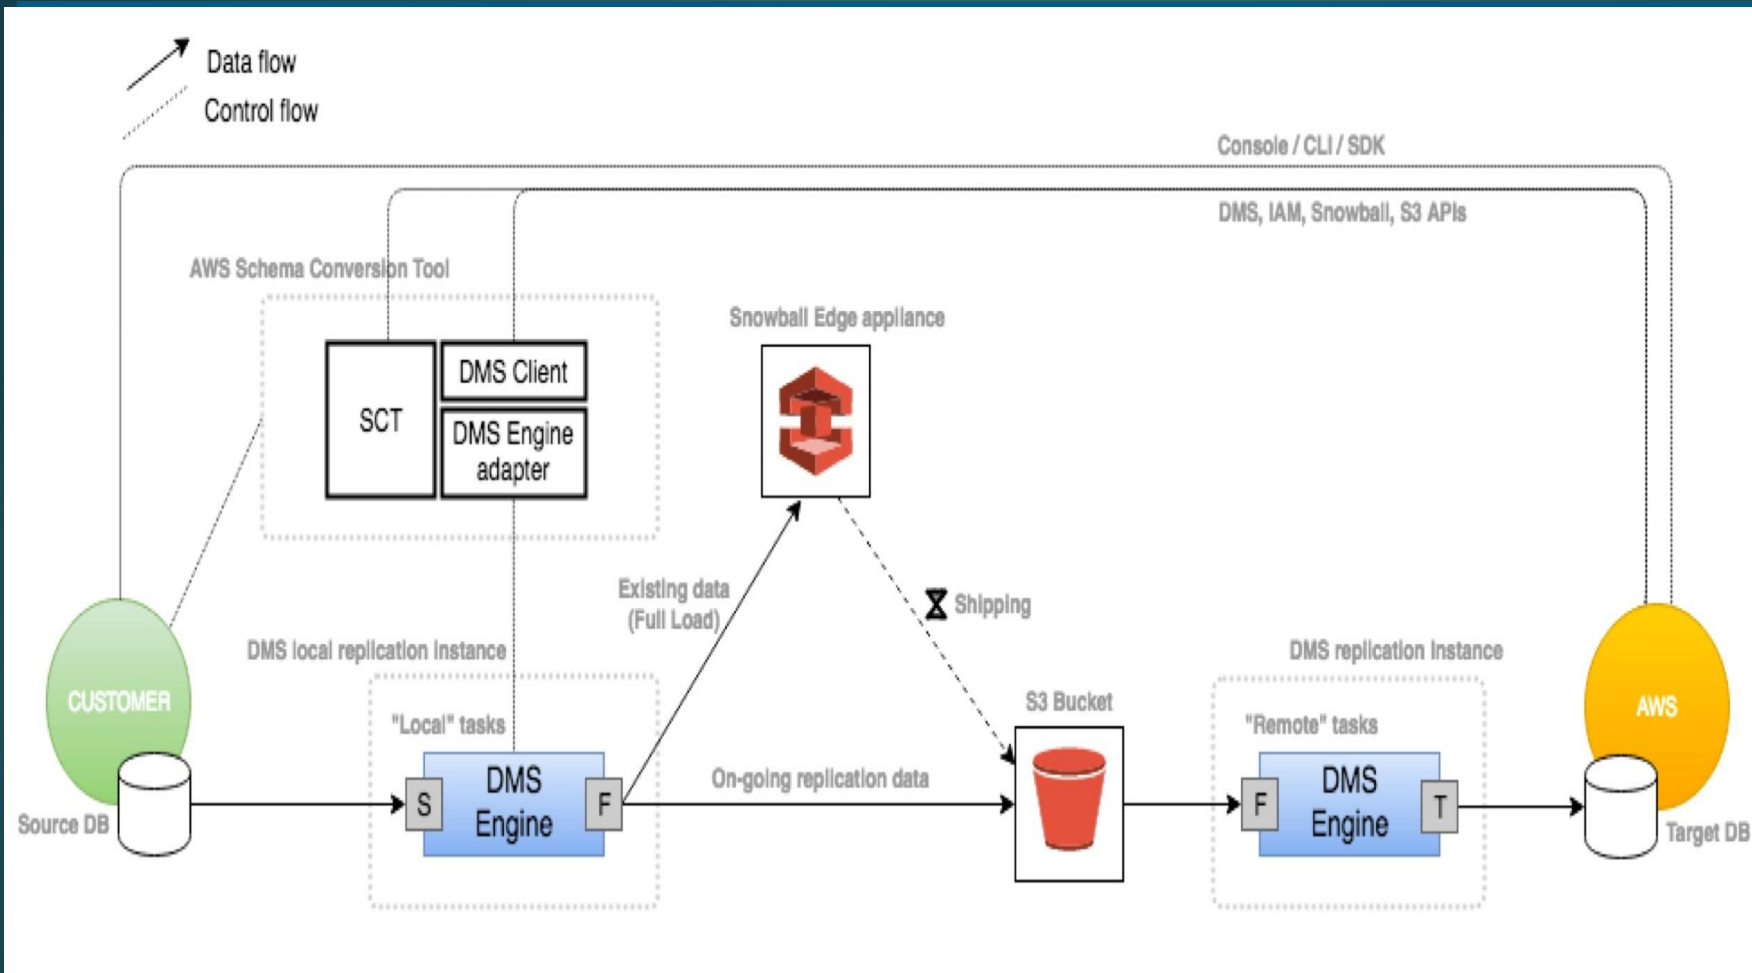 Data flow
Control flow
Console / CLI / SDK
DMS, IAM, Snowball, S3 APIs
AWS Schema Conversion Tool
Snowball Edge appliance
SCT
DMS Client
DMS Engine
adapter
Existing data
(Full Load)
Shipping
DMS local replication Instance
DMS replication Instance
CUSTOMER
AWS
S3 Bucket
"Local" tasks
"Remote" tasks
S
DMS
Engine
F
On-going replication data
F
DMS
Engine
T
Source DB
Target DB